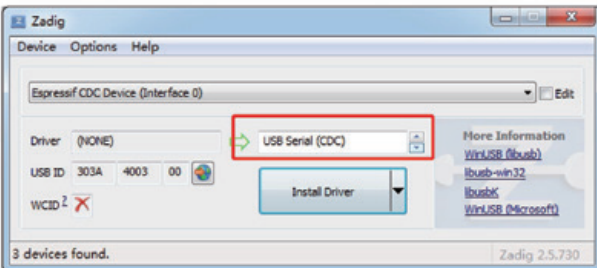 Zadig
Device Options Help
Espressif CDC Device (Interface 0)
Edit
Driver (NONE) USB Serial (CDC)
USB ID 303A 4003 00
WCID ?
Install Driver
More Information
WinUSB (libusb)
libusb-win32
libusbK
WinUSB (Microsoft)
3 devices found.
Zadig 2.5.730